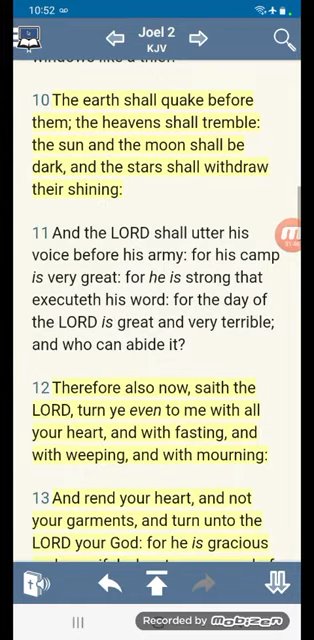 10:52
Joel 2
KJV
windows like a thief.
10 The earth shall quake before
them; the heavens shall tremble:
the sun and the moon shall be
dark, and the stars shall withdraw
their shining:
11 And the LORD shall utter his
voice before his army: for his camp
is very great: for he is strong that
executeth his word: for the day of
the LORD is great and very terrible;
and who can abide it?
12 Therefore also now, saith the
LORD, turn ye even to me with all
your heart, and with fasting, and
with weeping, and with mourning:
13 And rend your heart, and not
your garments, and turn unto the
LORD your God: for he is gracious
Recorded by MOBIZEN